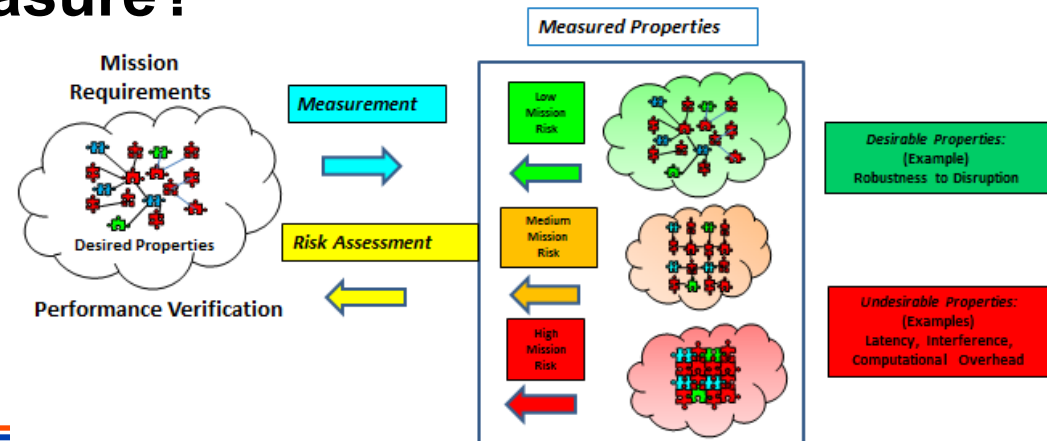 Measured Properties
Mission
Requirements
Desired Properties
Performance Verification
Measurement
Risk Assessment
Low
Mission
Risk
Medium
Mission
Risk
High
Mission
Risk
Desirable Properties:
(Example)
Robustness to Disruption
Undesirable Properties:
(Examples)
Latency, Interference,
Computational Overhead